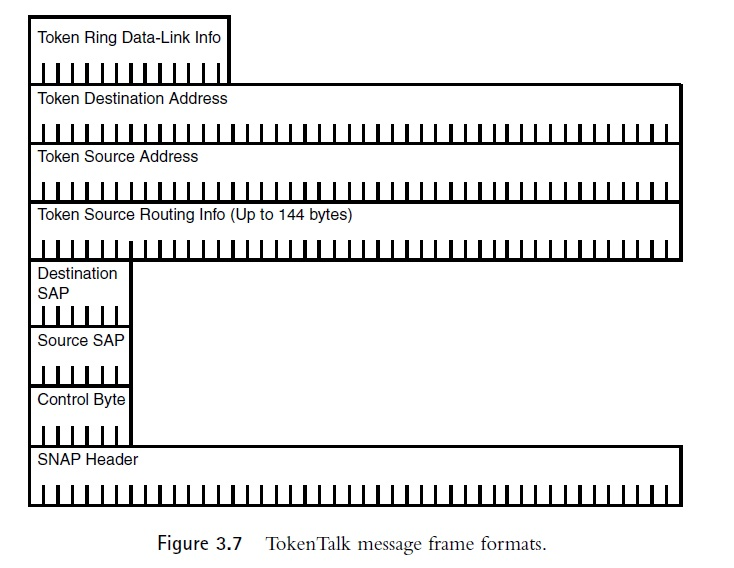 Token Ring Data-Link Info
Token Destination Address
Token Source Address
Token Source Routing Info (Up to 144 bytes)
Destination
SAP
Source SAP
Control Byte
SNAP Header
Figure 3.7 TokenTalk message frame formats.